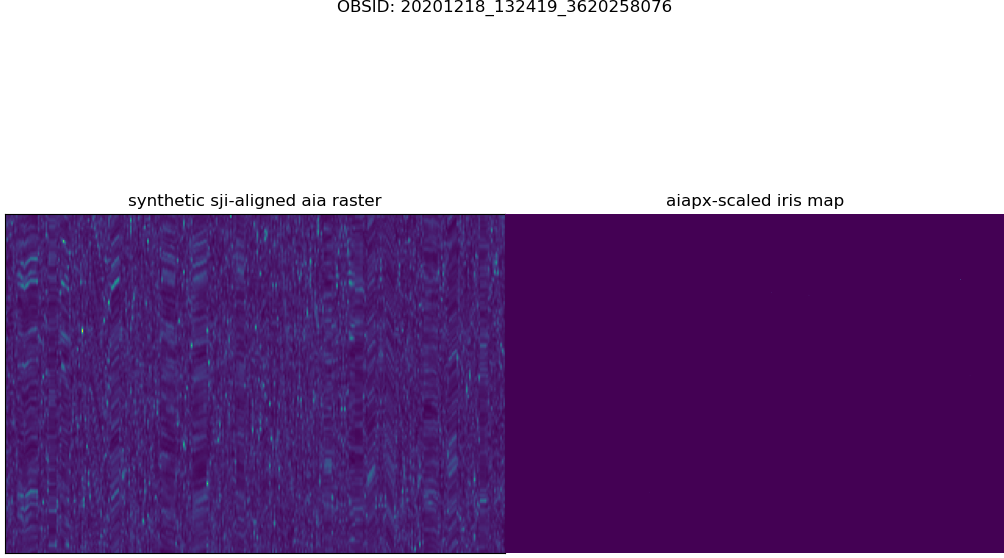 OBSID: 20201218_132419_3620258076
synthetic sji-aligned aia raster
aiapx-scaled iris map